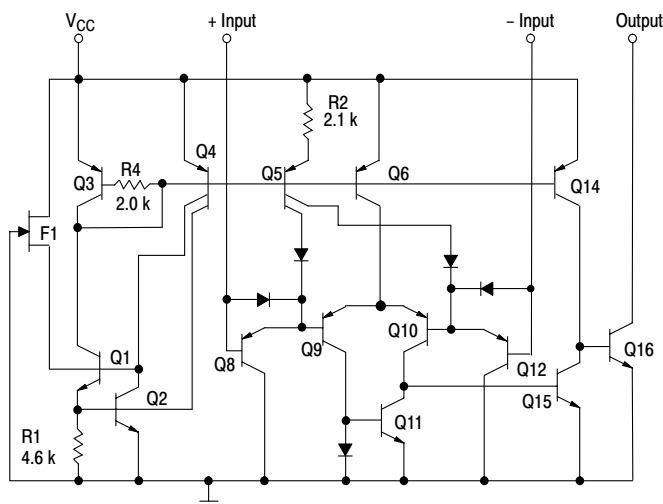 VCC
+ Input
– Input
Output
R2
2.1 k
Q4
Q3
R4
Q5
Q6
Q14
2.0 k
F1
Q8
Q9
Q10
Q12
Q16
Q1
Q2
Q11
Q15
R1
4.6 k